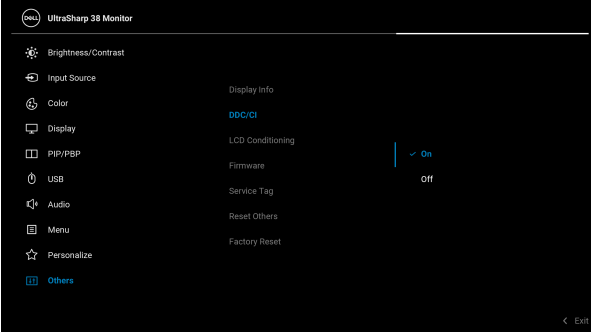 DELL UltraSharp 38 Monitor
Brightness/Contrast
Input Source
Color
Display
PIP/PBP
USB
Audio
Menu
Personalize
Others
Display Info
DDC/CI
LCD Conditioning
Firmware
Service Tag
Reset Others
Factory Reset
On
Off
Exit